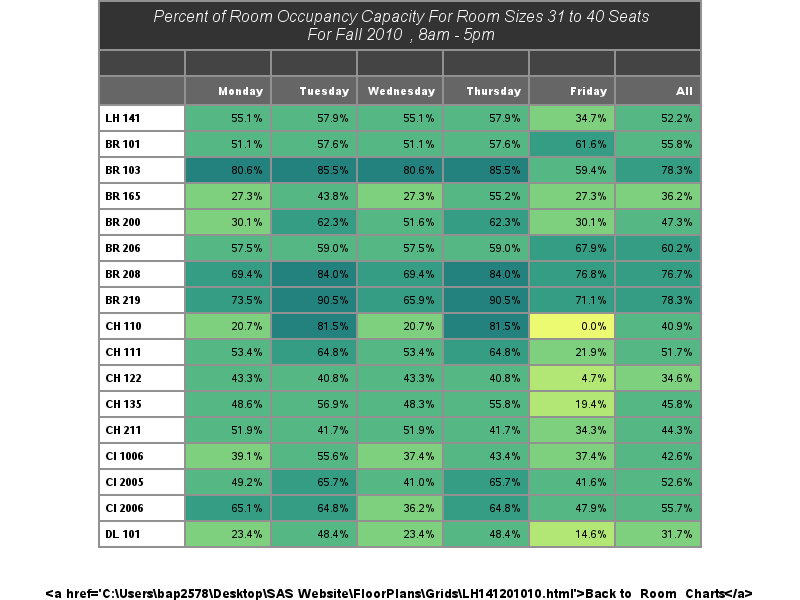 Percent of Room Occupancy Capacity For Room Sizes 31 to 40 Seats
For Fall 2010 , 8am - 5pm
Monday Tuesday Wednesday Thursday Friday All
LH 141 55.1% 57.9% 55.1% 57.9% 34.7% 52.2%
BR 101 51.1% 57.6% 51.1% 57.6% 61.6% 55.8%
BR 103 80.6% 85.5% 80.6% 85.5% 59.4% 78.3%
BR 165 27.3% 43.8% 27.3% 55.2% 27.3% 36.2%
BR 200 30.1% 62.3% 51.6% 62.3% 30.1% 47.3%
BR 206 57.5% 59.0% 57.5% 59.0% 67.9% 60.2%
BR 208 69.4% 84.0% 69.4% 84.0% 76.8% 76.7%
BR 219 73.5% 90.5% 65.9% 90.5% 71.1% 78.3%
CH 110 20.7% 81.5% 20.7% 81.5% 0.0% 40.9%
CH 111 53.4% 64.8% 53.4% 64.8% 21.9% 51.7%
CH 122 43.3% 40.8% 43.3% 40.8% 4.7% 34.6%
CH 135 48.6% 56.9% 48.3% 55.8% 19.4% 45.8%
CH 211 51.9% 41.7% 51.9% 41.7% 34.3% 44.3%
CI 1006 39.1% 55.6% 37.4% 43.4% 37.4% 42.6%
CI 2005 49.2% 65.7% 41.0% 65.7% 41.6% 52.6%
CI 2006 65.1% 64.8% 36.2% 64.8% 47.9% 55.7%
DL 101 23.4% 48.4% 23.4% 48.4% 14.6% 31.7%
<a href='C:\Users\bap2578\Desktop\SAS Website\FloorPlans\Grids\LH141201010.html'>Back to Room Charts</a>